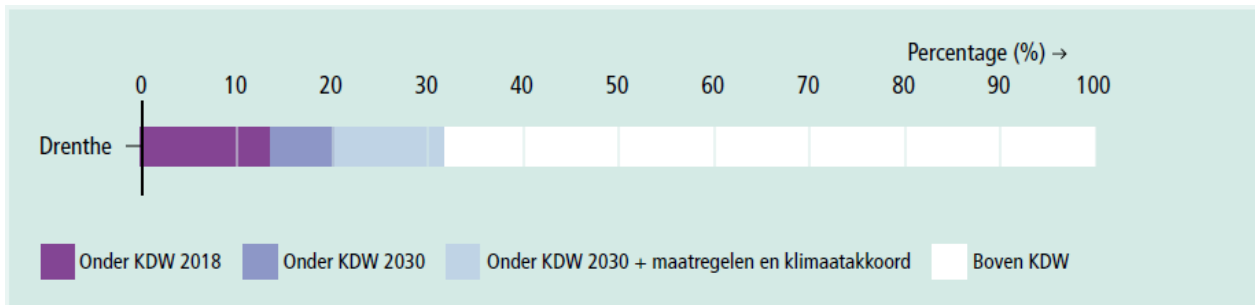 Percentage (%) →
0 10 20 30 40 50 60 70 80 90 100
Drenthe
Onder KDW 2018 Onder KDW 2030 Onder KDW 2030 + maatregelen en klimaatakkoord Boven KDW